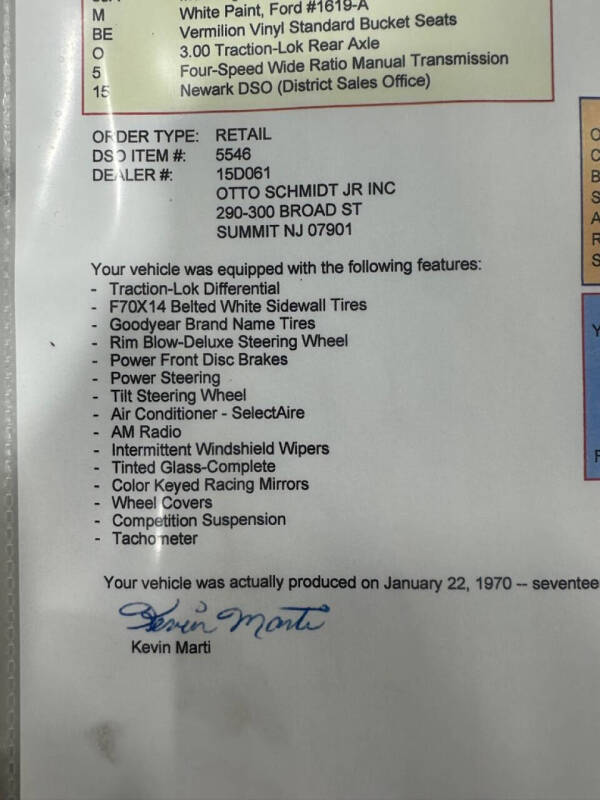 M White Paint, Ford #1619-A
BE Vermilion Vinyl Standard Bucket Seats
O 3.00 Traction-Lok Rear Axle
5 Four-Speed Wide Ratio Manual Transmission
15 Newark DSO (District Sales Office)
ORDER TYPE: RETAIL
DSO ITEM #: 5546
DEALER #: 15D061
OTTO SCHMIDT JR INC
290-300 BROAD ST
SUMMIT NJ 07901
Your vehicle was equipped with the following features:
- Traction-Lok Differential
- F70X14 Belted White Sidewall Tires
- Goodyear Brand Name Tires
- Rim Blow-Deluxe Steering Wheel
- Power Front Disc Brakes
- Power Steering
- Tilt Steering Wheel
- Air Conditioner - SelectAire
- AM Radio
- Intermittent Windshield Wipers
- Tinted Glass-Complete
- Color Keyed Racing Mirrors
- Wheel Covers
- Competition Suspension
- Tachometer
Your vehicle was actually produced on January 22, 1970 -- seventee
Kevin Marti
Kevin Marti
O
C
B
S
A
R
S
Y
F